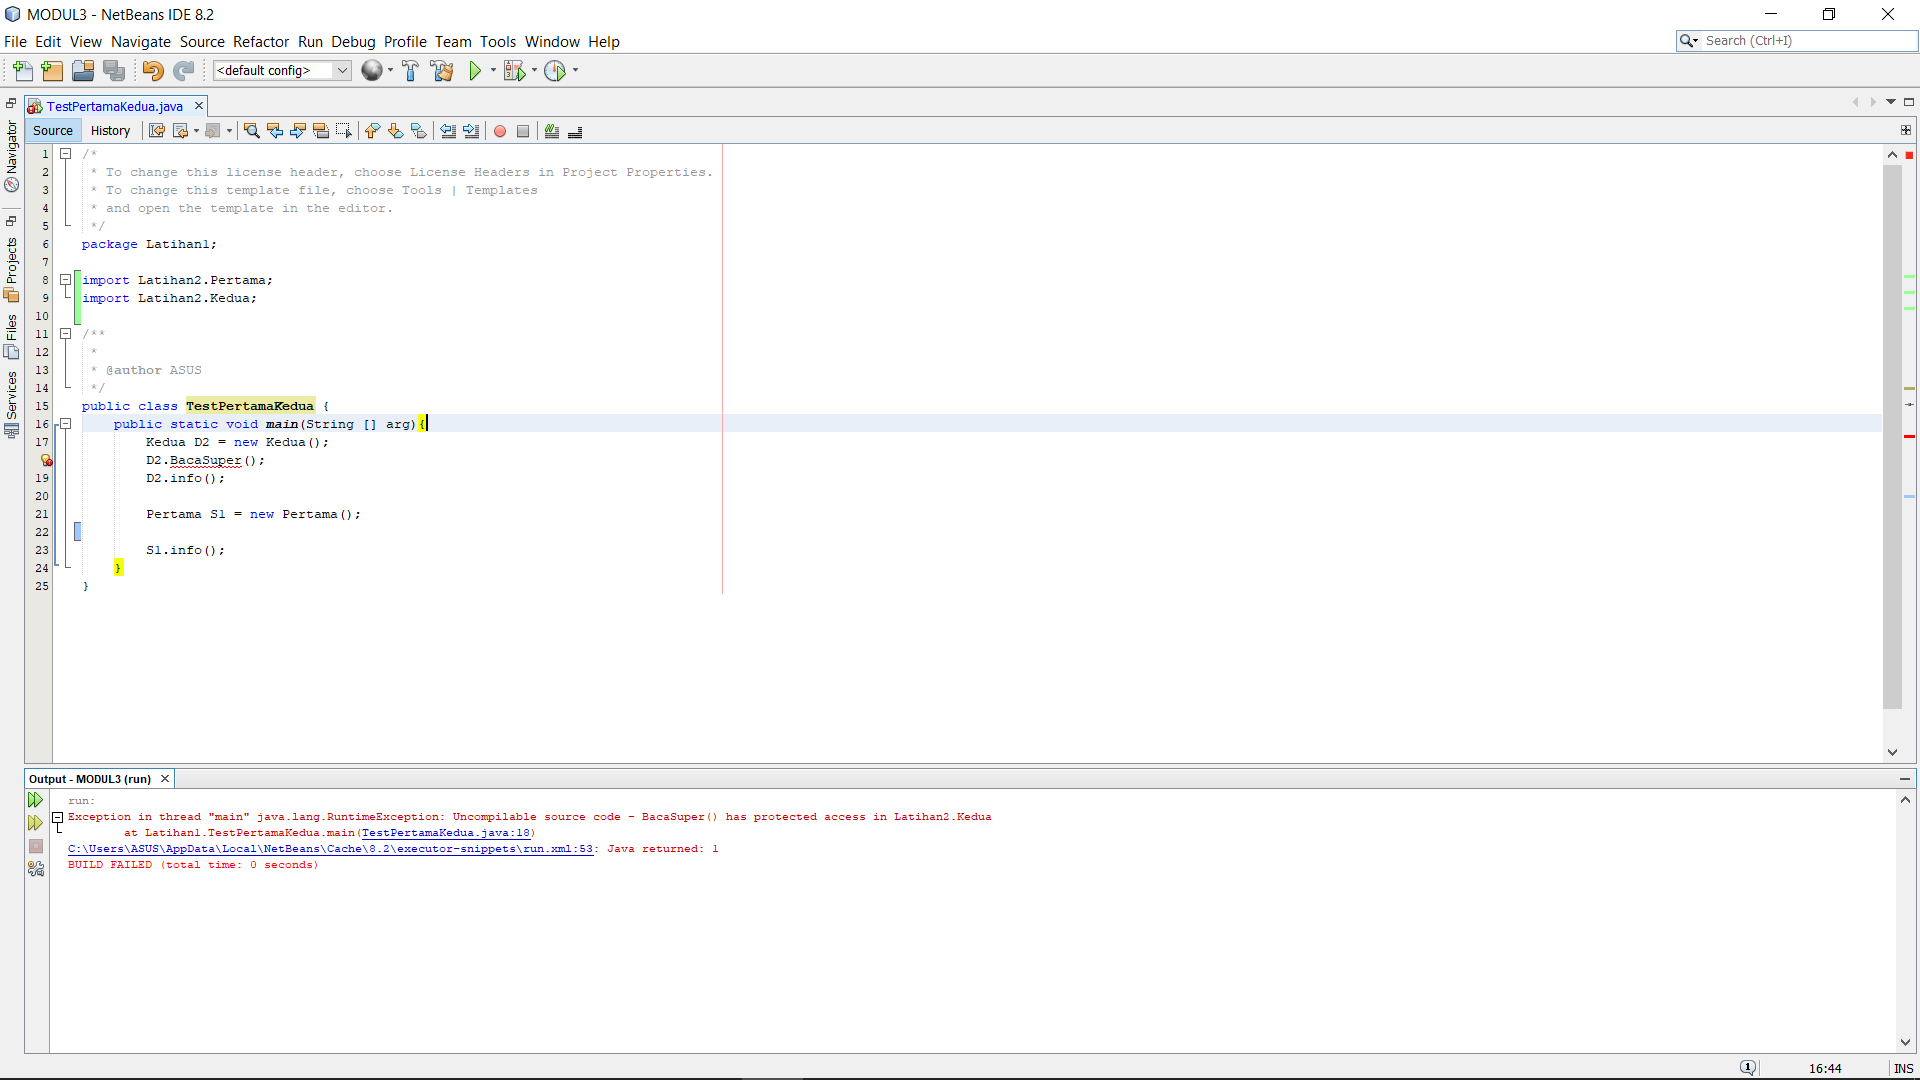 MODUL3 - NetBeans IDE 8.2
File Edit View Navigate Source Refactor Run Debug Profile Team Tools Window Help
Search (Ctrl+I)
<default config>
TestPertamaKedua.java
Source History
Navigator
Projects
Files
Services
1 /*
2 * To change this license header, choose License Headers in Project Properties.
3 * To change this template file, choose Tools | Templates
4 * and open the template in the editor.
5 */
6 package Latihan1;
7
8 import Latihan2.Pertama;
9 import Latihan2.Kedua;
10
11 /**
12 *
13 * @author ASUS
14 */
15 public class TestPertamaKedua {
16 public static void main(String [] arg){
17 Kedua D2 = new Kedua();
D2.BacaSuper();
19 D2.info();
20
21 Pertama S1 = new Pertama();
22
23 S1.info();
24 }
25 }
Output - MODUL3 (run)
run:
Exception in thread "main" java.lang.RuntimeException: Uncompilable source code - BacaSuper() has protected access in Latihan2.Kedua
at Latihan1.TestPertamaKedua.main(TestPertamaKedua.java:18)
C:\Users\ASUS\AppData\Local\NetBeans\Cache\8.2\executor-snippets\run.xml:53: Java returned: 1
BUILD FAILED (total time: 0 seconds)
1
16:44
INS